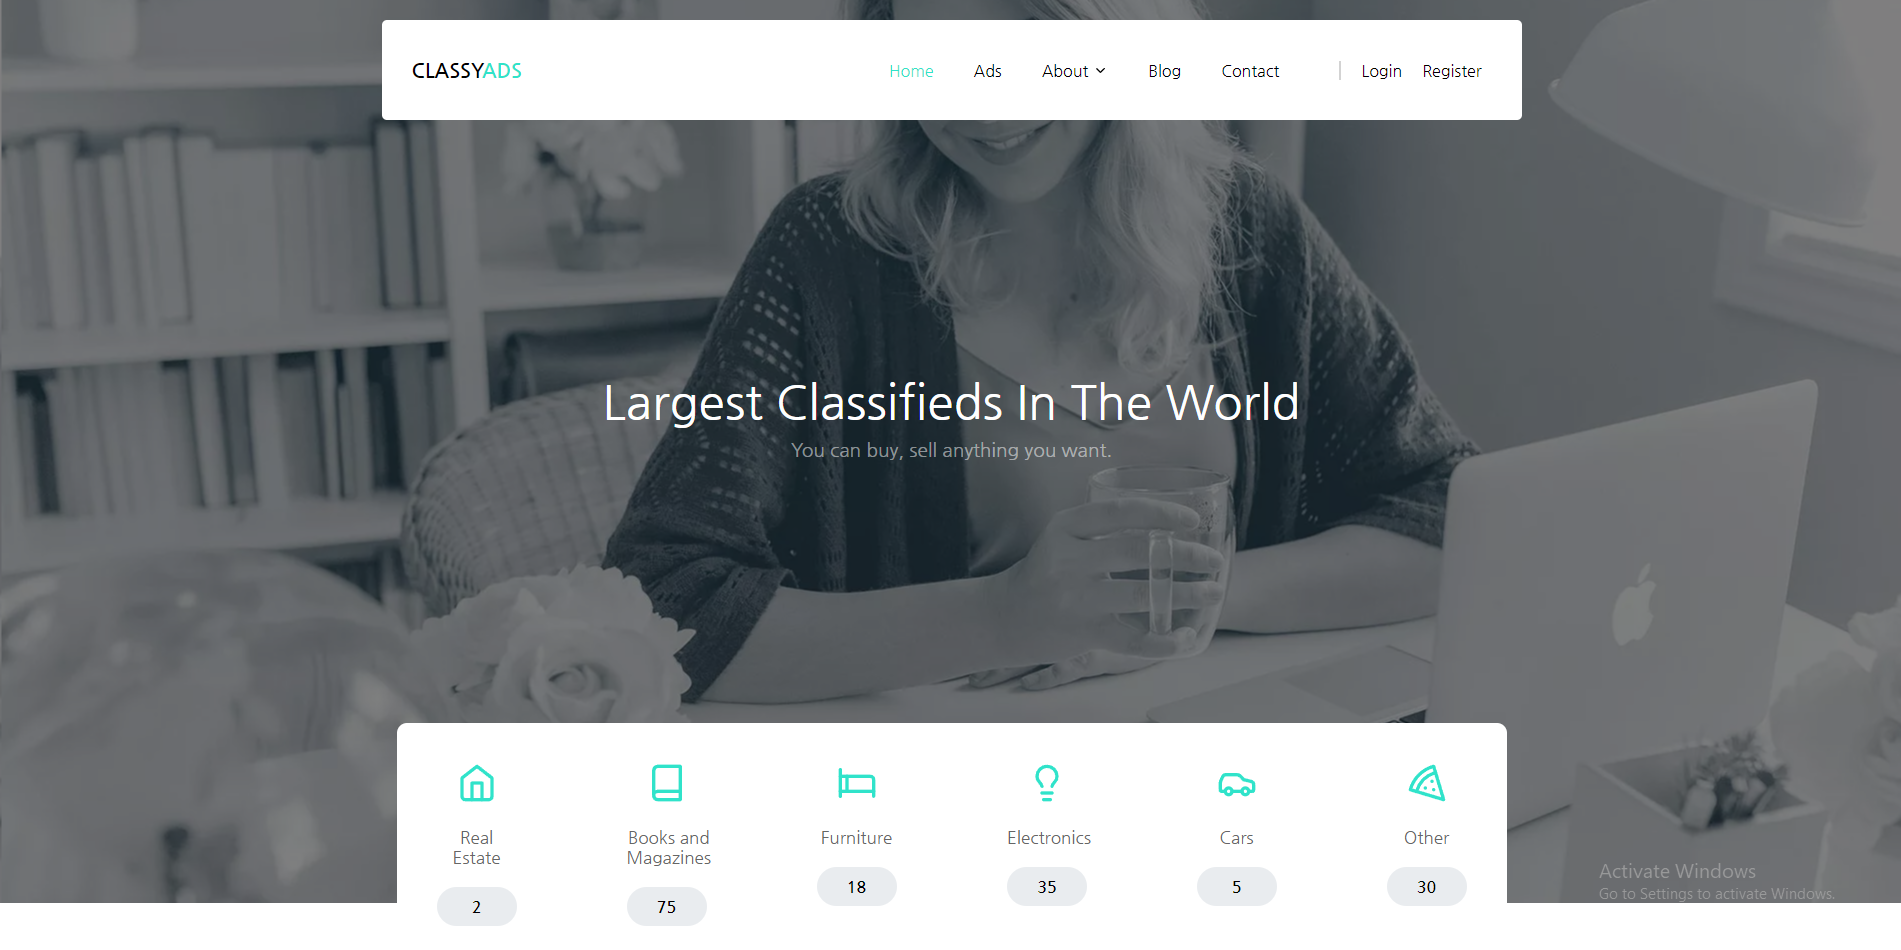 CLASSYADS Home Ads About Blog Contact Login Register
Largest Classifieds In The World
You can buy, sell anything you want.
Real
Estate
2
Books and
Magazines
75
Furniture
18
Electronics
35
Cars
5
Other
30
Activate Windows
Go to Settings to activate Windows.